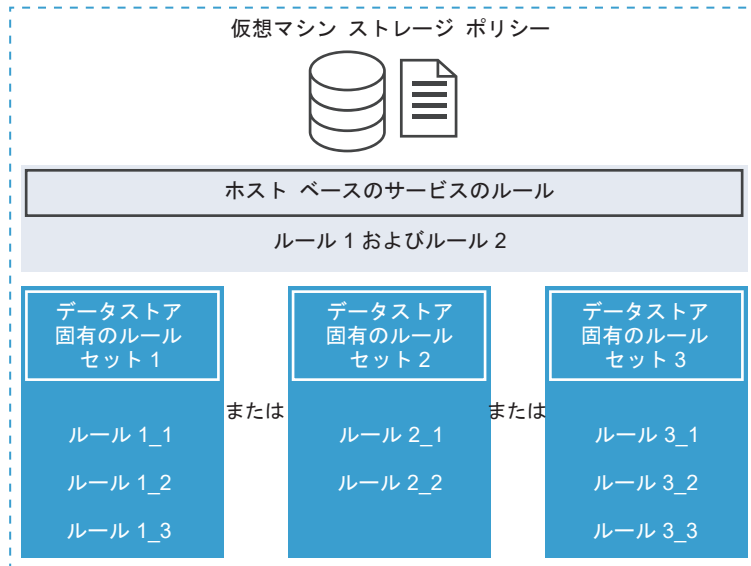 仮想マシン ストレージ ポリシー
ホスト ベースのサービスのルール
ルール 1 およびルール 2
データストア
固有のルール
セット 1
ルール 1_1
ルール 1_2
ルール 1_3
または
データストア
固有のルール
セット 2
ルール 2_1
ルール 2_2
または
データストア
固有のルール
セット 3
ルール 3_1
ルール 3_2
ルール 3_3